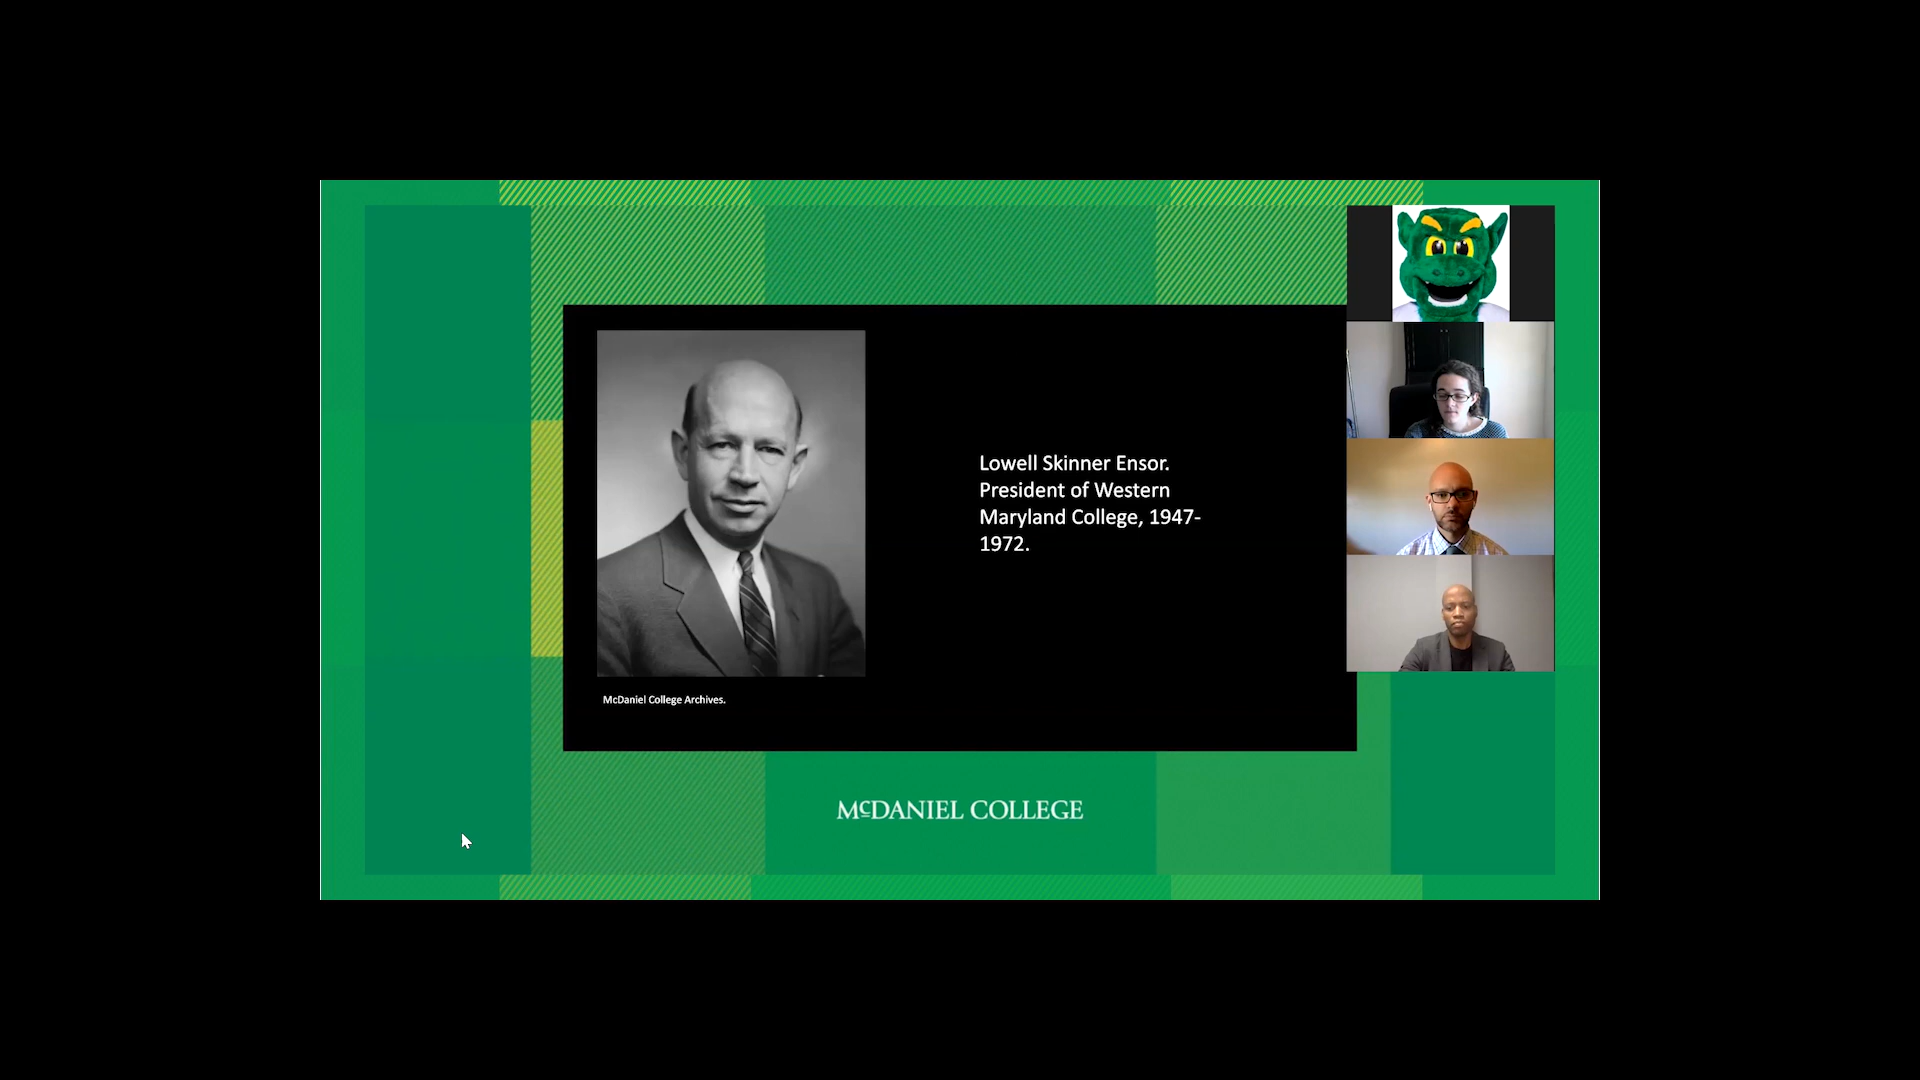 Lowell Skinner Ensor.
President of Western
Maryland College, 1947-
1972.
McDaniel College Archives.
McDANIEL COLLEGE